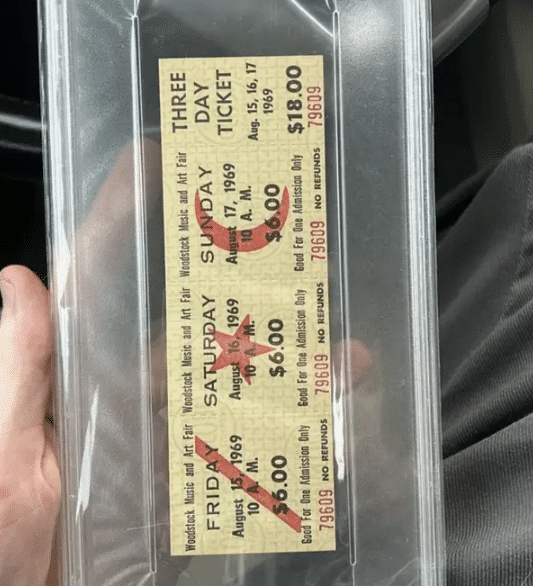 Woodstock Music and Art Fair
FRIDAY
August 15, 1969
10 A. M.
$6.00
Good For One Admission Only
79609 NO REFUNDS
Woodstock Music and Art Fair
SATURDAY
August 16, 1969
10 A. M.
$6.00
Good For One Admission Only
79609 NO REFUNDS
Woodstock Music and Art Fair
SUNDAY
August 17, 1969
10 A. M.
$6.00
Good For One Admission Only
79609 NO REFUNDS
THREE
DAY
TICKET
Aug. 15, 16, 17
1969
$18.00
79609